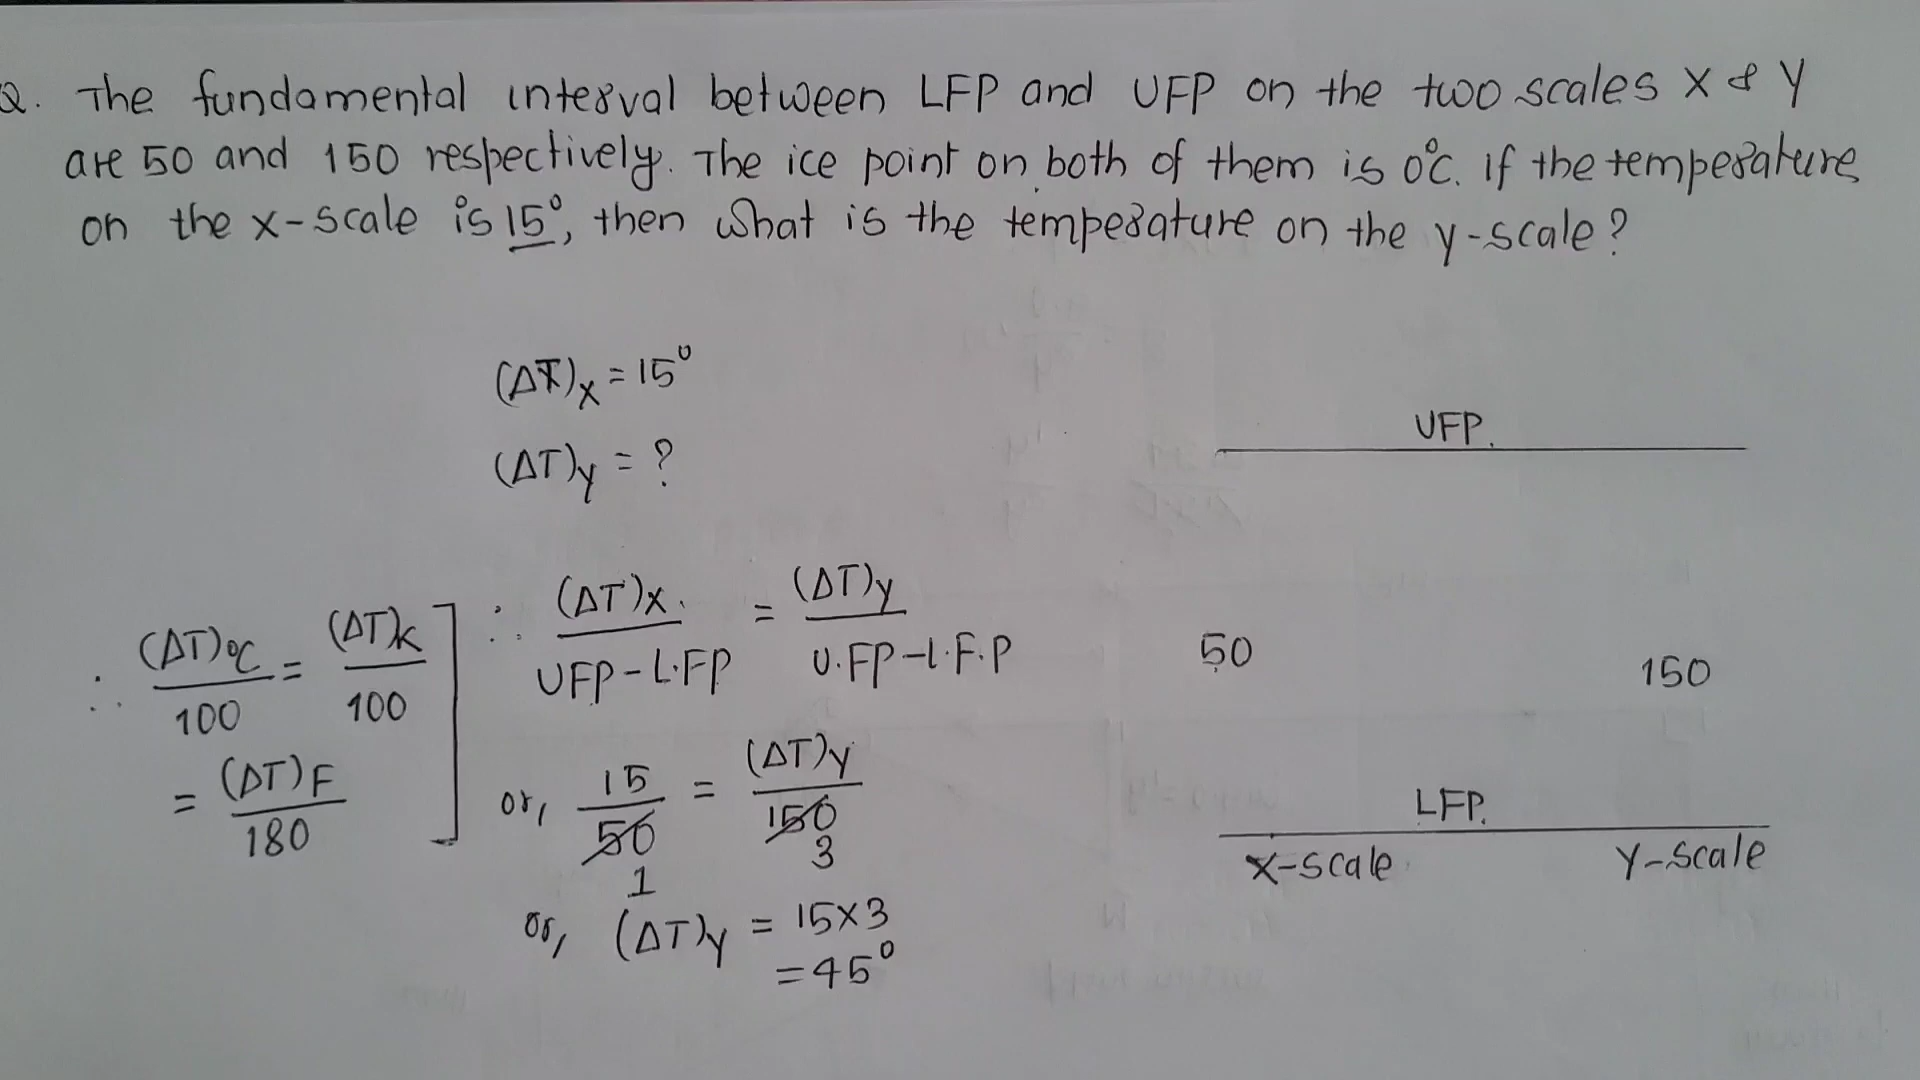 Q. The fundamental interval between LFP and UFP on the two scales X & Y
are 50 and 150 respectively. The ice point on both of them is 0°C. If the temperature
on the x-scale is 15°, then what is the temperature on the y-scale?
(ΔT)x = 15°
(ΔT)y = ?
UFP.
∴ (ΔT)°C / 100 = (ΔT)K / 100
= (ΔT)F / 180 ]
∴ (ΔT)x / UFP-L.FP = (ΔT)y / U.FP-L.F.P
or, 15 / 50 = (ΔT)y / 150
1 3
or, (ΔT)y = 15×3
= 45°
50 150
LFP.
x-scale Y-scale